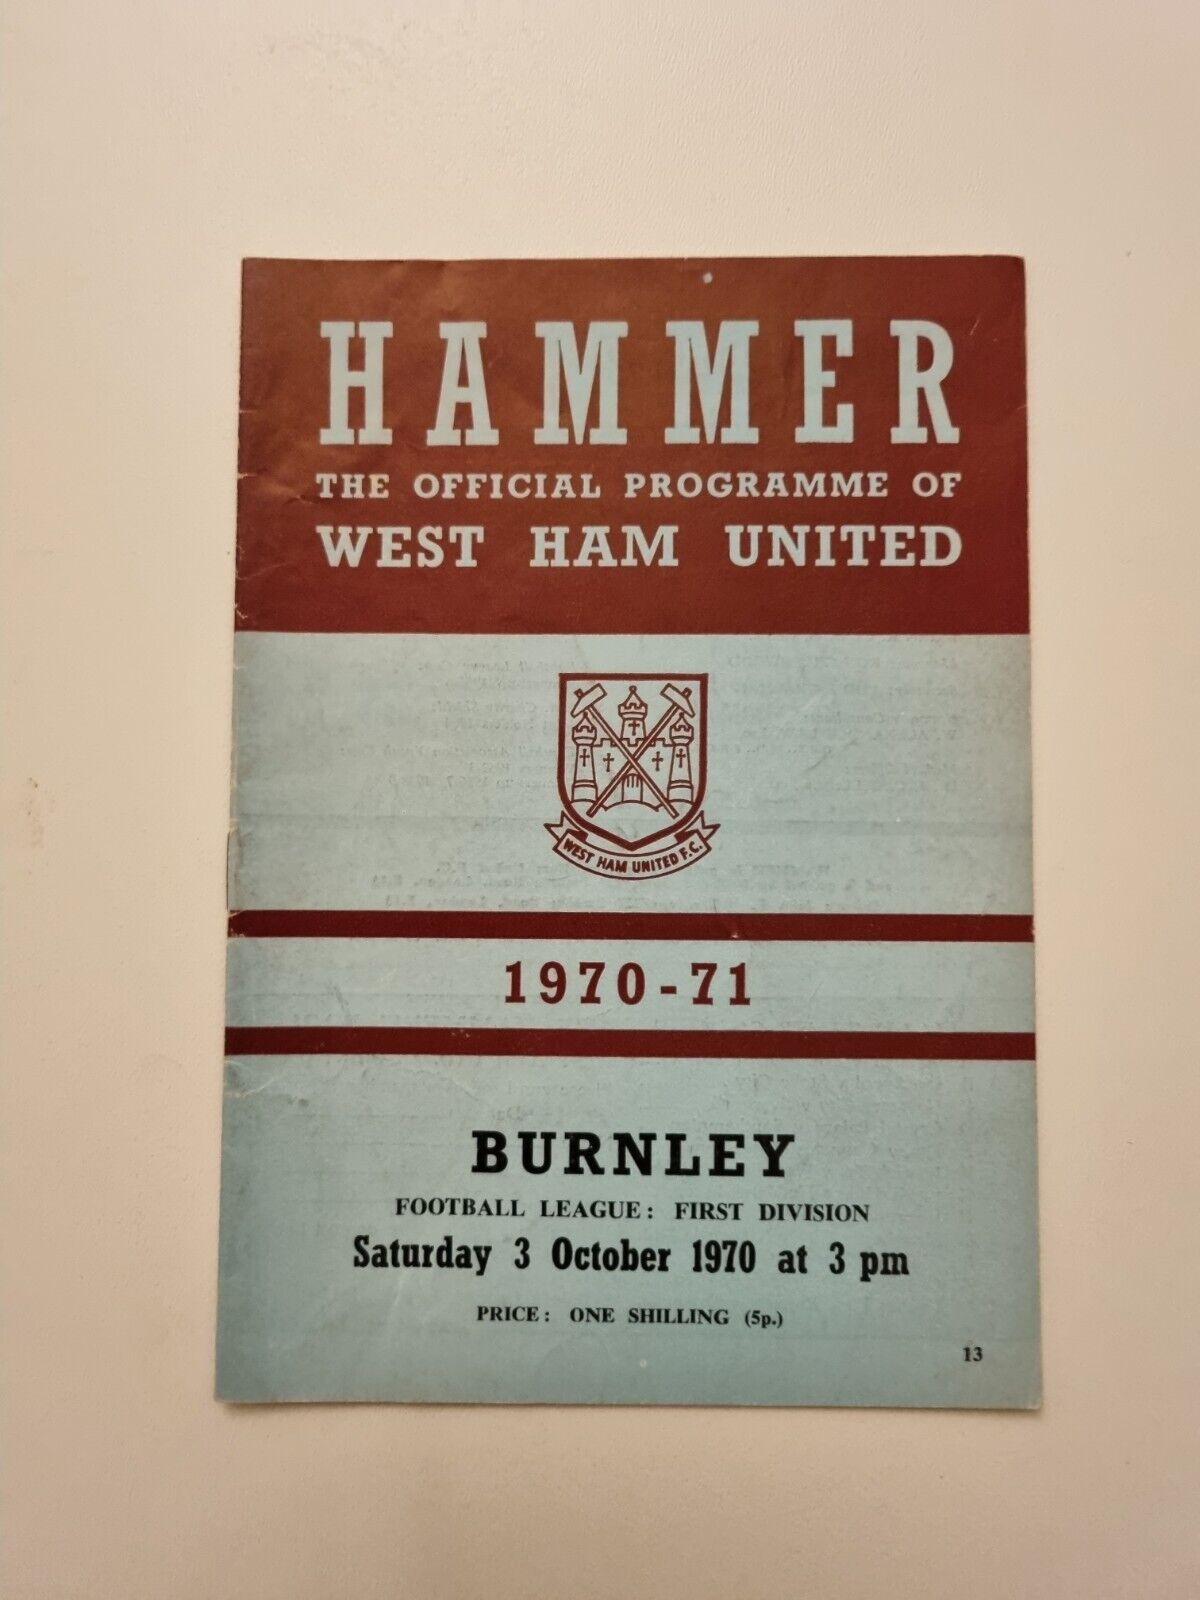 HAMMER
THE OFFICIAL PROGRAMME OF
WEST HAM UNITED
WEST HAM UNITED F.C.
1970-71
BURNLEY
FOOTBALL LEAGUE: FIRST DIVISION
Saturday 3 October 1970 at 3 pm
PRICE: ONE SHILLING (5p.)
13